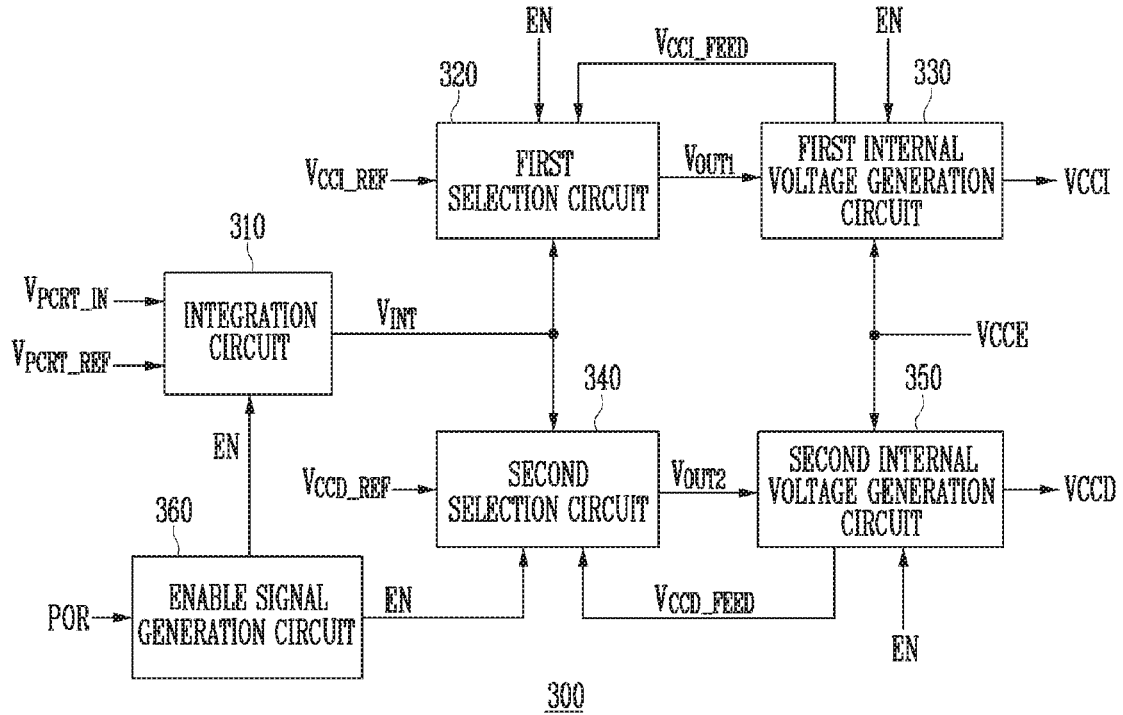 EN
EN
VCCI_FEED
320
330
VCCI_REF
FIRST
SELECTION CIRCUIT
VOUT1
FIRST INTERNAL
VOLTAGE GENERATION
CIRCUIT
VCCI
310
VPCRT_IN
VPCRT_REF
INTEGRATION
CIRCUIT
VINT
VCCE
340
350
EN
VCCD_REF
SECOND
SELECTION CIRCUIT
VOUT2
SECOND INTERNAL
VOLTAGE GENERATION
CIRCUIT
VCCD
360
POR
ENABLE SIGNAL
GENERATION CIRCUIT
EN
VCCD_FEED
EN
300